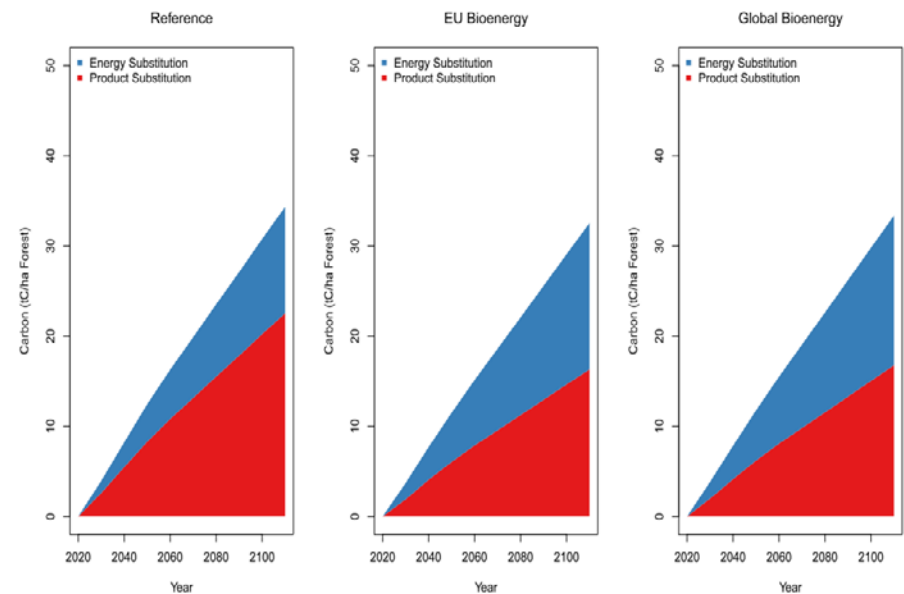 Reference
EU Bioenergy
Global Bioenergy
Energy Substitution
Product Substitution
Energy Substitution
Product Substitution
Energy Substitution
Product Substitution
Carbon (tC/ha Forest)
50
40
30
20
10
0
Carbon (tC/ha Forest)
50
40
30
20
10
0
Carbon (tC/ha Forest)
50
40
30
20
10
0
2020 2040 2060 2080 2100
2020 2040 2060 2080 2100
2020 2040 2060 2080 2100
Year
Year
Year